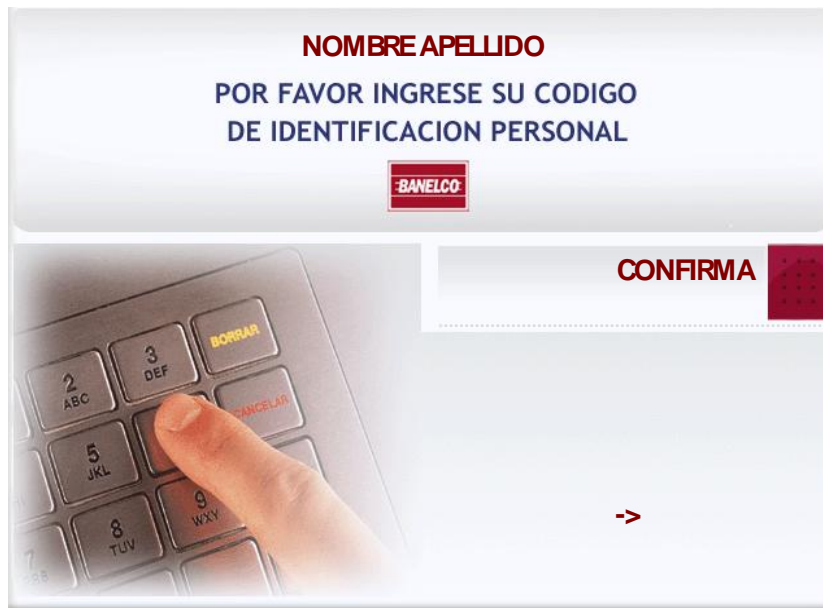 NOMBRE APELLIDO
POR FAVOR INGRESE SU CODIGO
DE IDENTIFICACION PERSONAL
BANELCO
CONFIRMA
BORRAR
3
DEF
2
ABC
CANCELAR
5
JKL
9
WXY
8
TUV
7
->